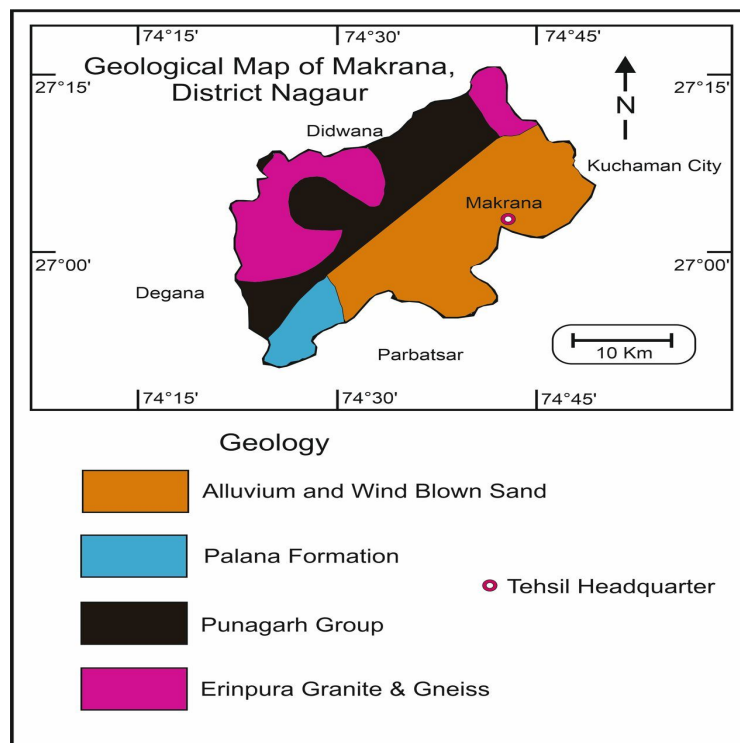 74°15' 74°30' 74°45'
Geological Map of Makrana,
District Nagaur
27°15' 27°15'
N
Didwana
Kuchaman City
Makrana
27°00' 27°00'
Degana
Parbatsar
10 Km
74°15' 74°30' 74°45'
Geology
Alluvium and Wind Blown Sand
Palana Formation
Tehsil Headquarter
Punagarh Group
Erinpura Granite & Gneiss